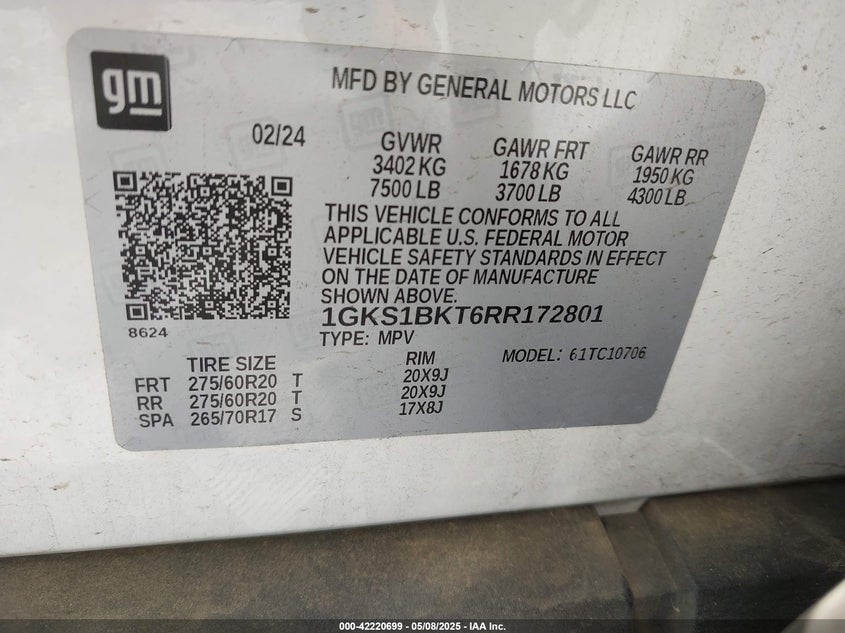 gm
MFD BY GENERAL MOTORS LLC
02/24
GVWR GAWR FRT GAWR RR
3402 KG 1678 KG 1950 KG
7500 LB 3700 LB 4300 LB
THIS VEHICLE CONFORMS TO ALL
APPLICABLE U.S. FEDERAL MOTOR
VEHICLE SAFETY STANDARDS IN EFFECT
ON THE DATE OF MANUFACTURE
SHOWN ABOVE.
1GKS1BKT6RR172801
8624
TYPE: MPV MODEL: 61TC10706
TIRE SIZE RIM
FRT 275/60R20 T 20X9J
RR 275/60R20 T 20X9J
SPA 265/70R17 S 17X8J
000-42220699 - 05/08/2025 - IAA Inc.